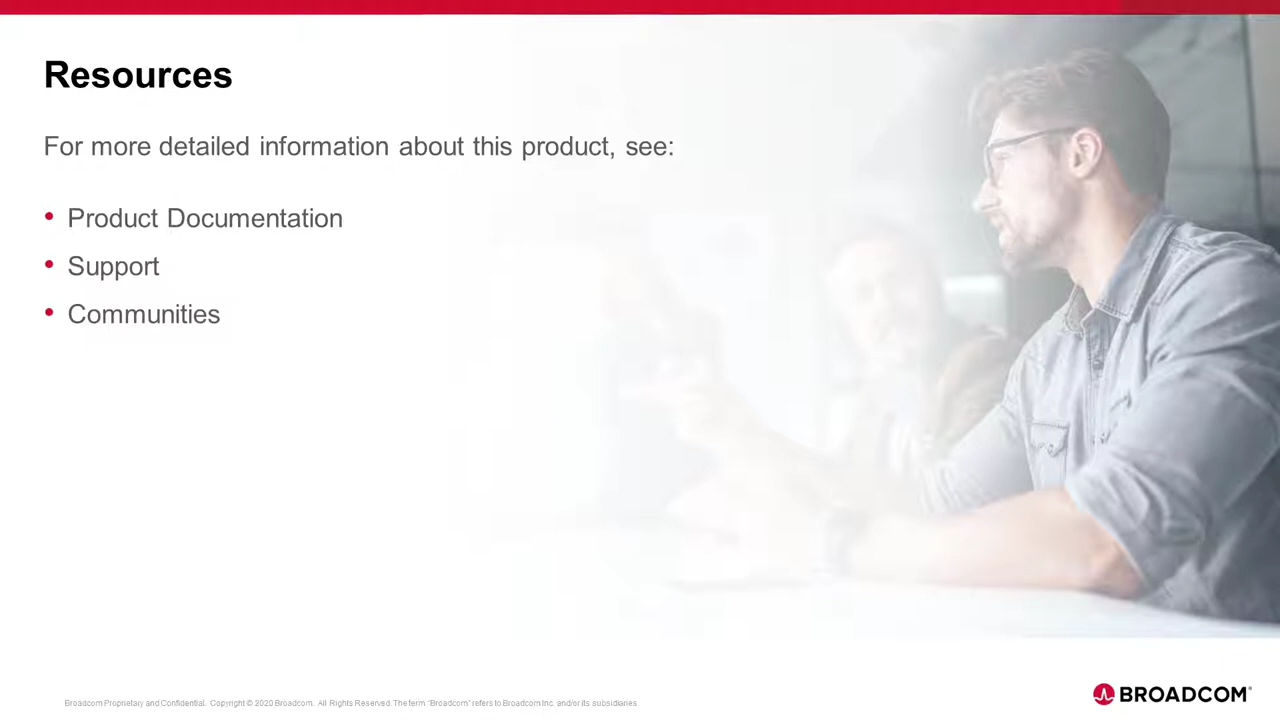 Resources
For more detailed information about this product, see:
• Product Documentation
• Support
• Communities
Broadcom Proprietary and Confidential. Copyright © 2020 Broadcom. All Rights Reserved. The term “Broadcom” refers to Broadcom Inc. and/or its subsidiaries
BROADCOM®